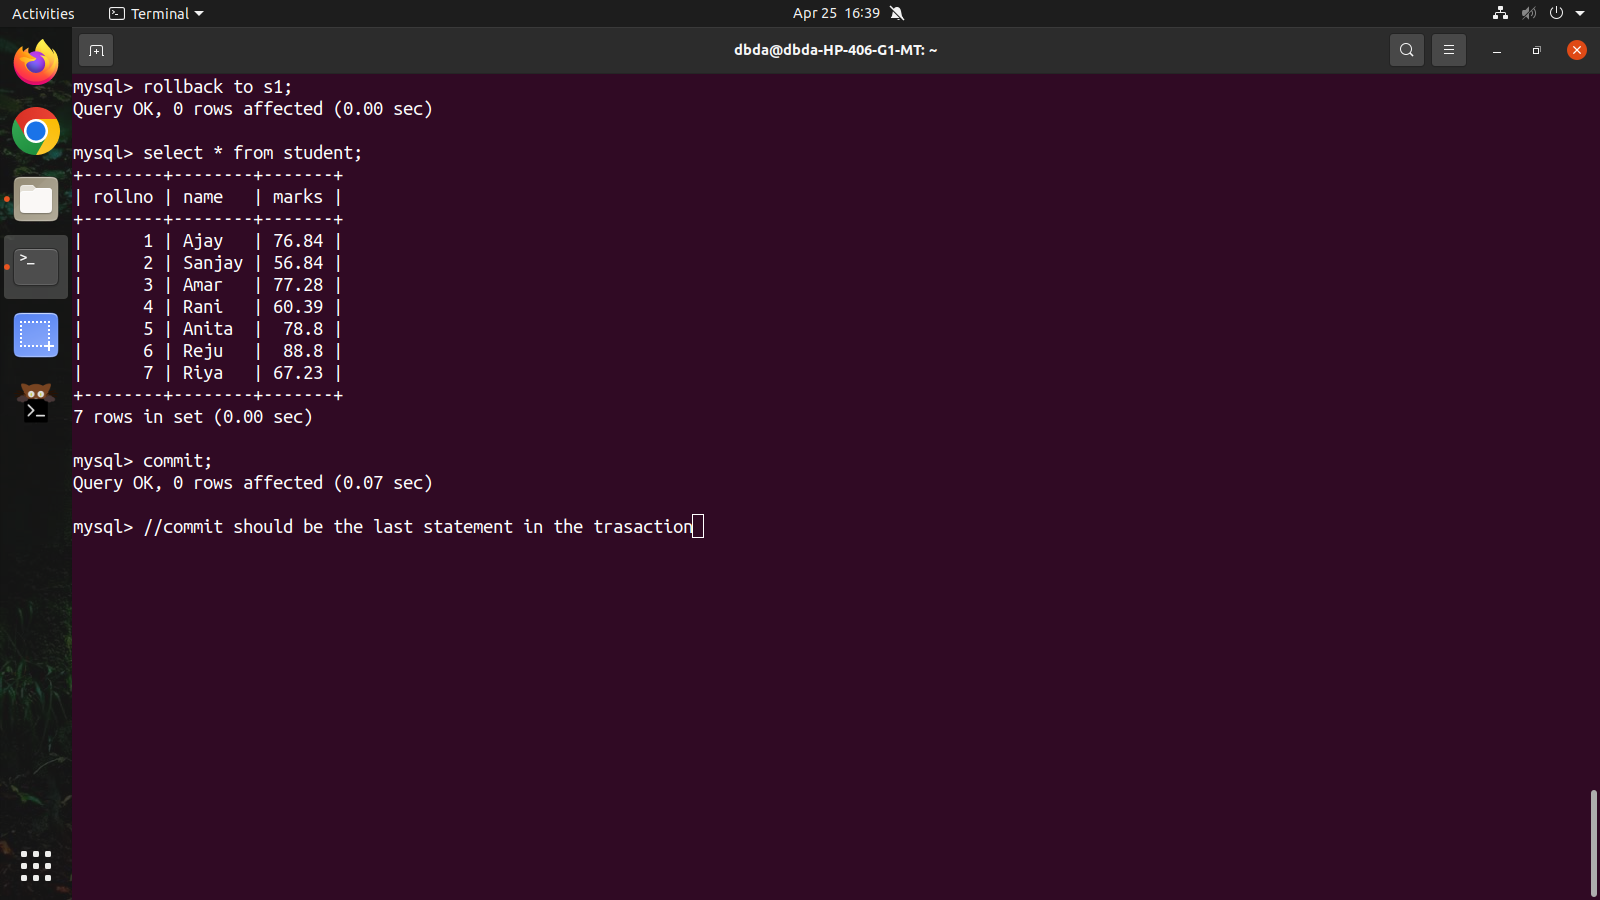 Activities Terminal Apr 25 16:39
dbda@dbda-HP-406-G1-MT: ~
mysql> rollback to s1;
Query OK, 0 rows affected (0.00 sec)
mysql> select * from student;
+--------+--------+-------+
| rollno | name   | marks |
+--------+--------+-------+
|      1 | Ajay   | 76.84 |
|      2 | Sanjay | 56.84 |
|      3 | Amar   | 77.28 |
|      4 | Rani   | 60.39 |
|      5 | Anita  |  78.8 |
|      6 | Reju   |  88.8 |
|      7 | Riya   | 67.23 |
+--------+--------+-------+
7 rows in set (0.00 sec)
mysql> commit;
Query OK, 0 rows affected (0.07 sec)
mysql> //commit should be the last statement in the trasaction